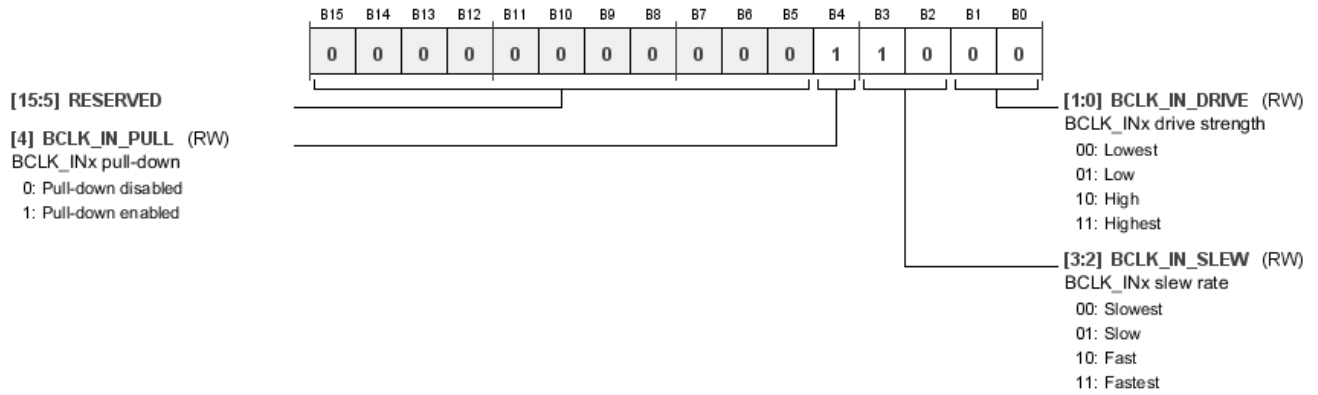 B15 B14 B13 B12 B11 B10 B9 B8 B7 B6 B5 B4 B3 B2 B1 B0
0 0 0 0 0 0 0 0 0 0 0 1 1 0 0 0
[15:5] RESERVED
[4] BCLK_IN_PULL (RW)
BCLK_INx pull-down
0: Pull-down disabled
1: Pull-down enabled
[1:0] BCLK_IN_DRIVE (RW)
BCLK_INx drive strength
00: Lowest
01: Low
10: High
11: Highest
[3:2] BCLK_IN_SLEW (RW)
BCLK_INx slew rate
00: Slowest
01: Slow
10: Fast
11: Fastest